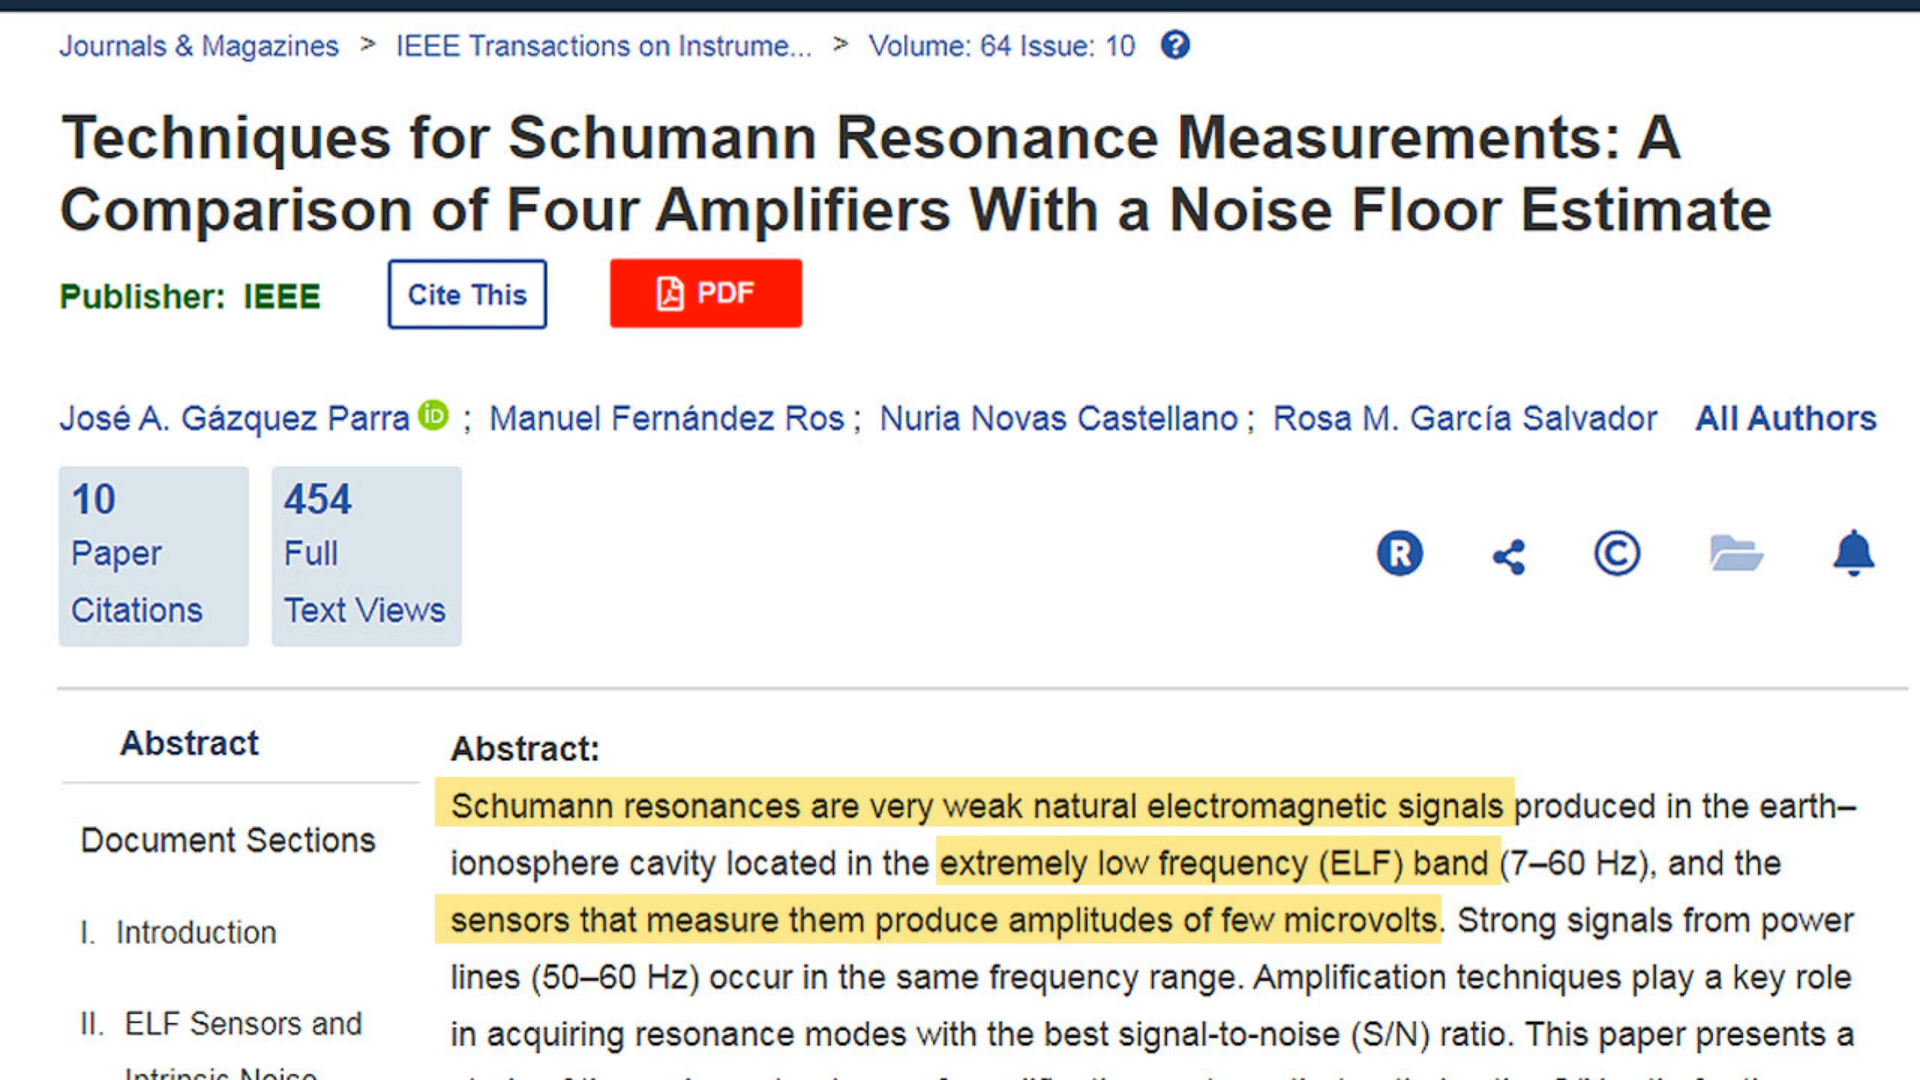 Journals & Magazines > IEEE Transactions on Instrume... > Volume: 64 Issue: 10 ?
Techniques for Schumann Resonance Measurements: A
Comparison of Four Amplifiers With a Noise Floor Estimate
Publisher: IEEE
Cite This
PDF
José A. Gázquez Parra iD ; Manuel Fernández Ros ; Nuria Novas Castellano ; Rosa M. García Salvador All Authors
10
Paper
Citations
454
Full
Text Views
R
©
Abstract
Document Sections
I. Introduction
II. ELF Sensors and
Intrinsic Noise
Abstract:
Schumann resonances are very weak natural electromagnetic signals produced in the earth–
ionosphere cavity located in the extremely low frequency (ELF) band (7–60 Hz), and the
sensors that measure them produce amplitudes of few microvolts. Strong signals from power
lines (50–60 Hz) occur in the same frequency range. Amplification techniques play a key role
in acquiring resonance modes with the best signal-to-noise (S/N) ratio. This paper presents a